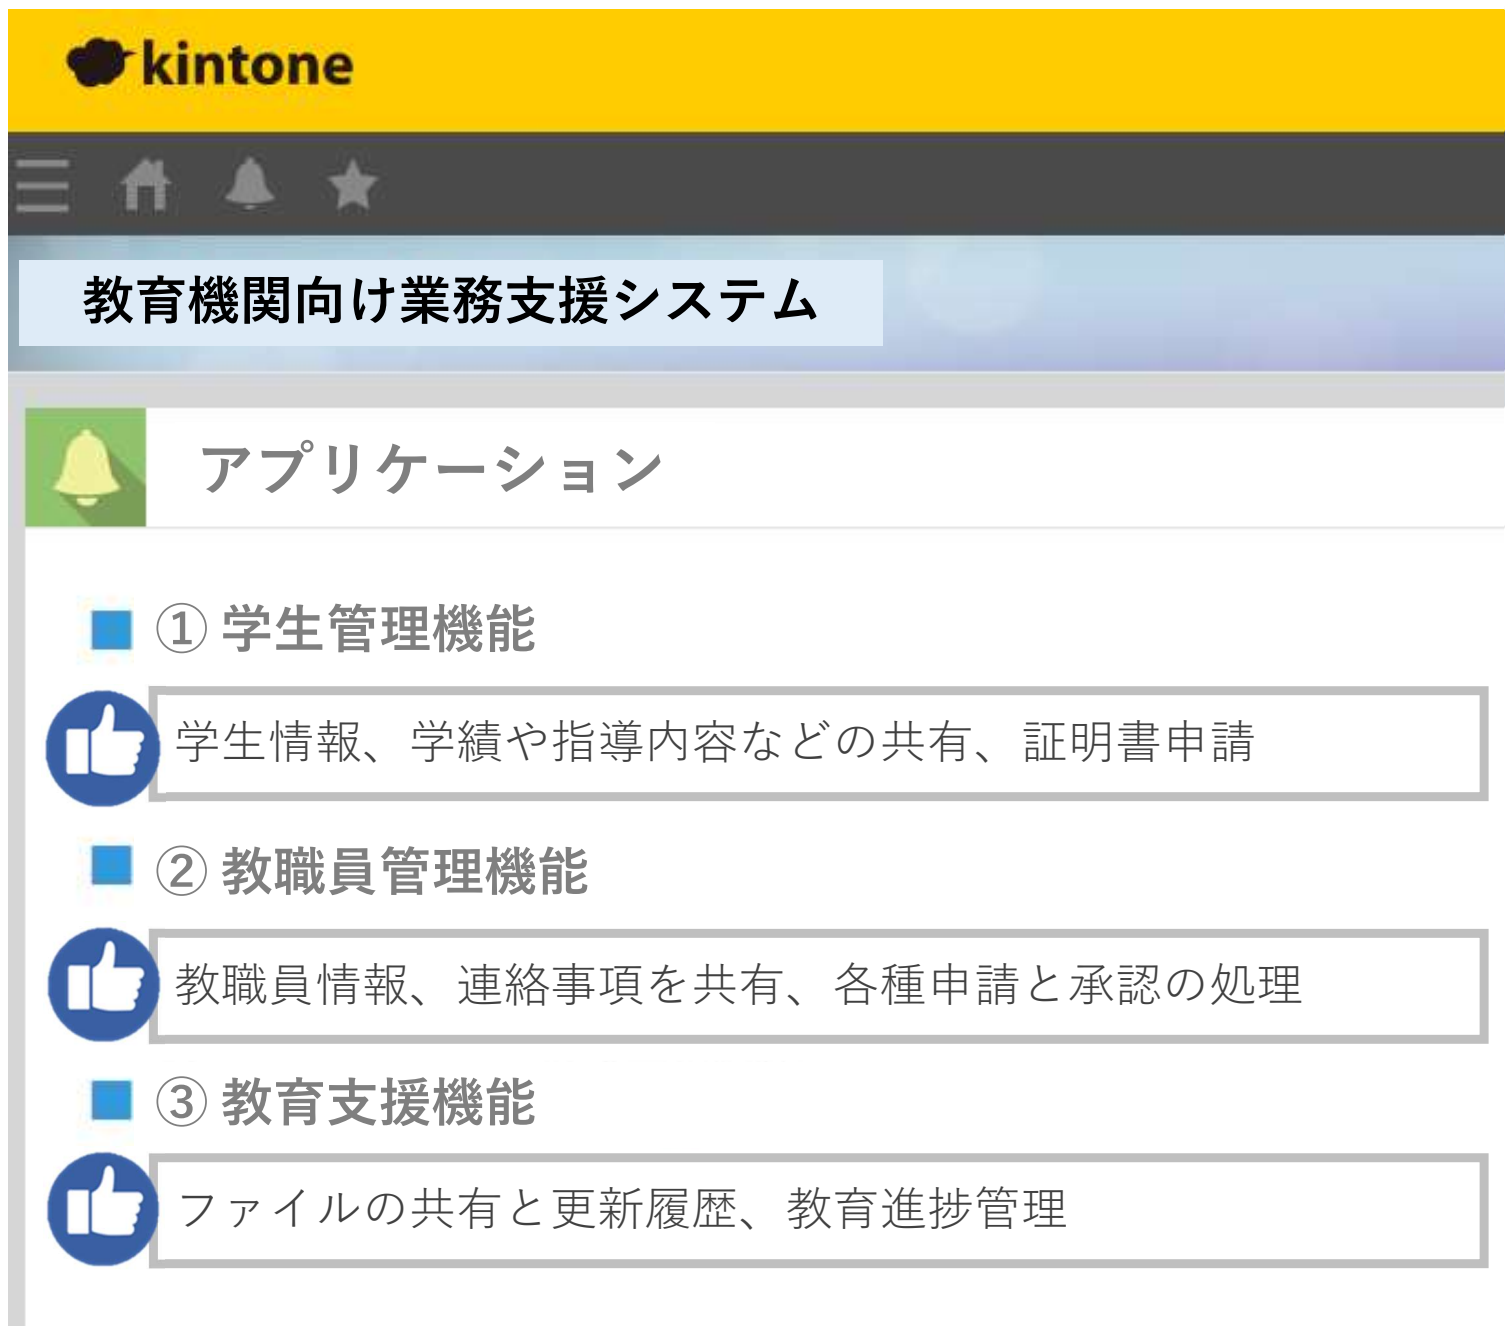 kintone
教育機関向け業務支援システム
アプリケーション
① 学生管理機能
学生情報、学績や指導内容などの共有、証明書申請
② 教職員管理機能
教職員情報、連絡事項を共有、各種申請と承認の処理
③ 教育支援機能
ファイルの共有と更新履歴、教育進捗管理